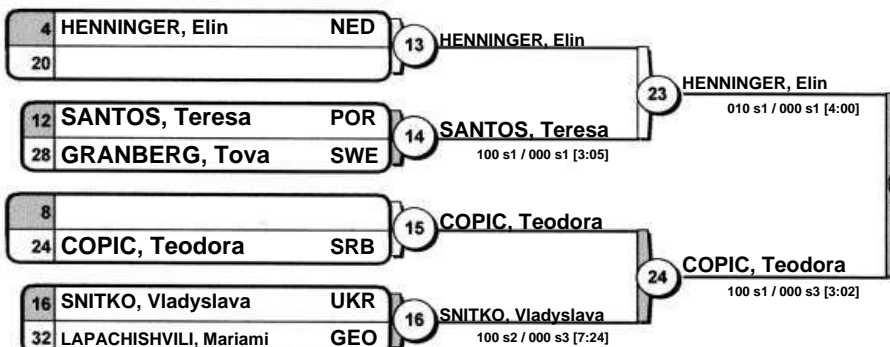 4 HENNINGER, Elin NED
20
13 HENNINGER, Elin
12 SANTOS, Teresa POR
28 GRANBERG, Tova SWE
14 SANTOS, Teresa
100 s1 / 000 s1 [3:05]
23 HENNINGER, Elin
010 s1 / 000 s1 [4:00]
8
24 COPIC, Teodora SRB
15 COPIC, Teodora
16 SNITKO, Vladyslava UKR
32 LAPACHISHVILI, Mariami GEO
16 SNITKO, Vladyslava
100 s2 / 000 s3 [7:24]
24 COPIC, Teodora
100 s1 / 000 s3 [3:02]